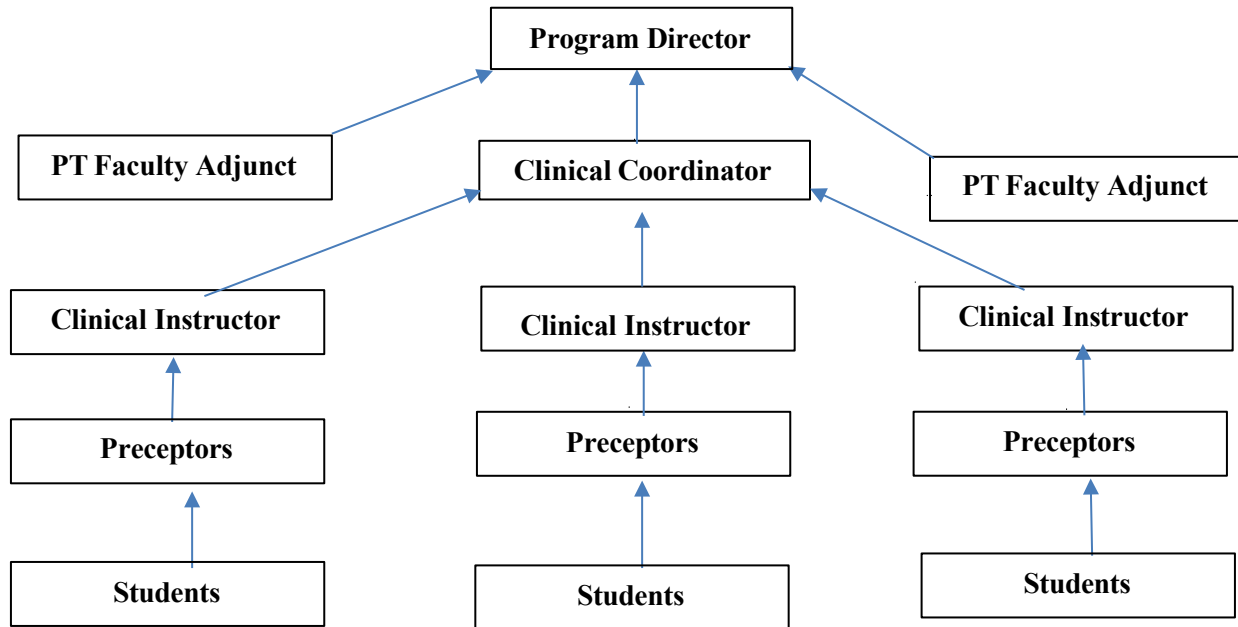 Program Director
PT Faculty Adjunct
Clinical Coordinator
PT Faculty Adjunct
Clinical Instructor
Clinical Instructor
Clinical Instructor
Preceptors
Preceptors
Preceptors
Students
Students
Students